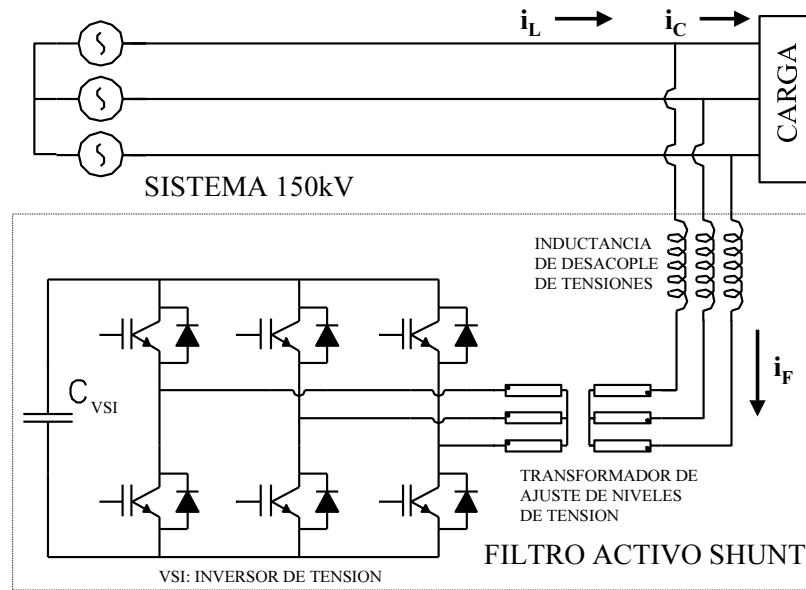 i_L
i_C
CARGA
SISTEMA 150kV
INDUCTANCIA
DE DESACOPLE
DE TENSIONES
C_VSI
i_F
TRANSFORMADOR DE
AJUSTE DE NIVELES
DE TENSION
FILTRO ACTIVO SHUNT
VSI: INVERSOR DE TENSION